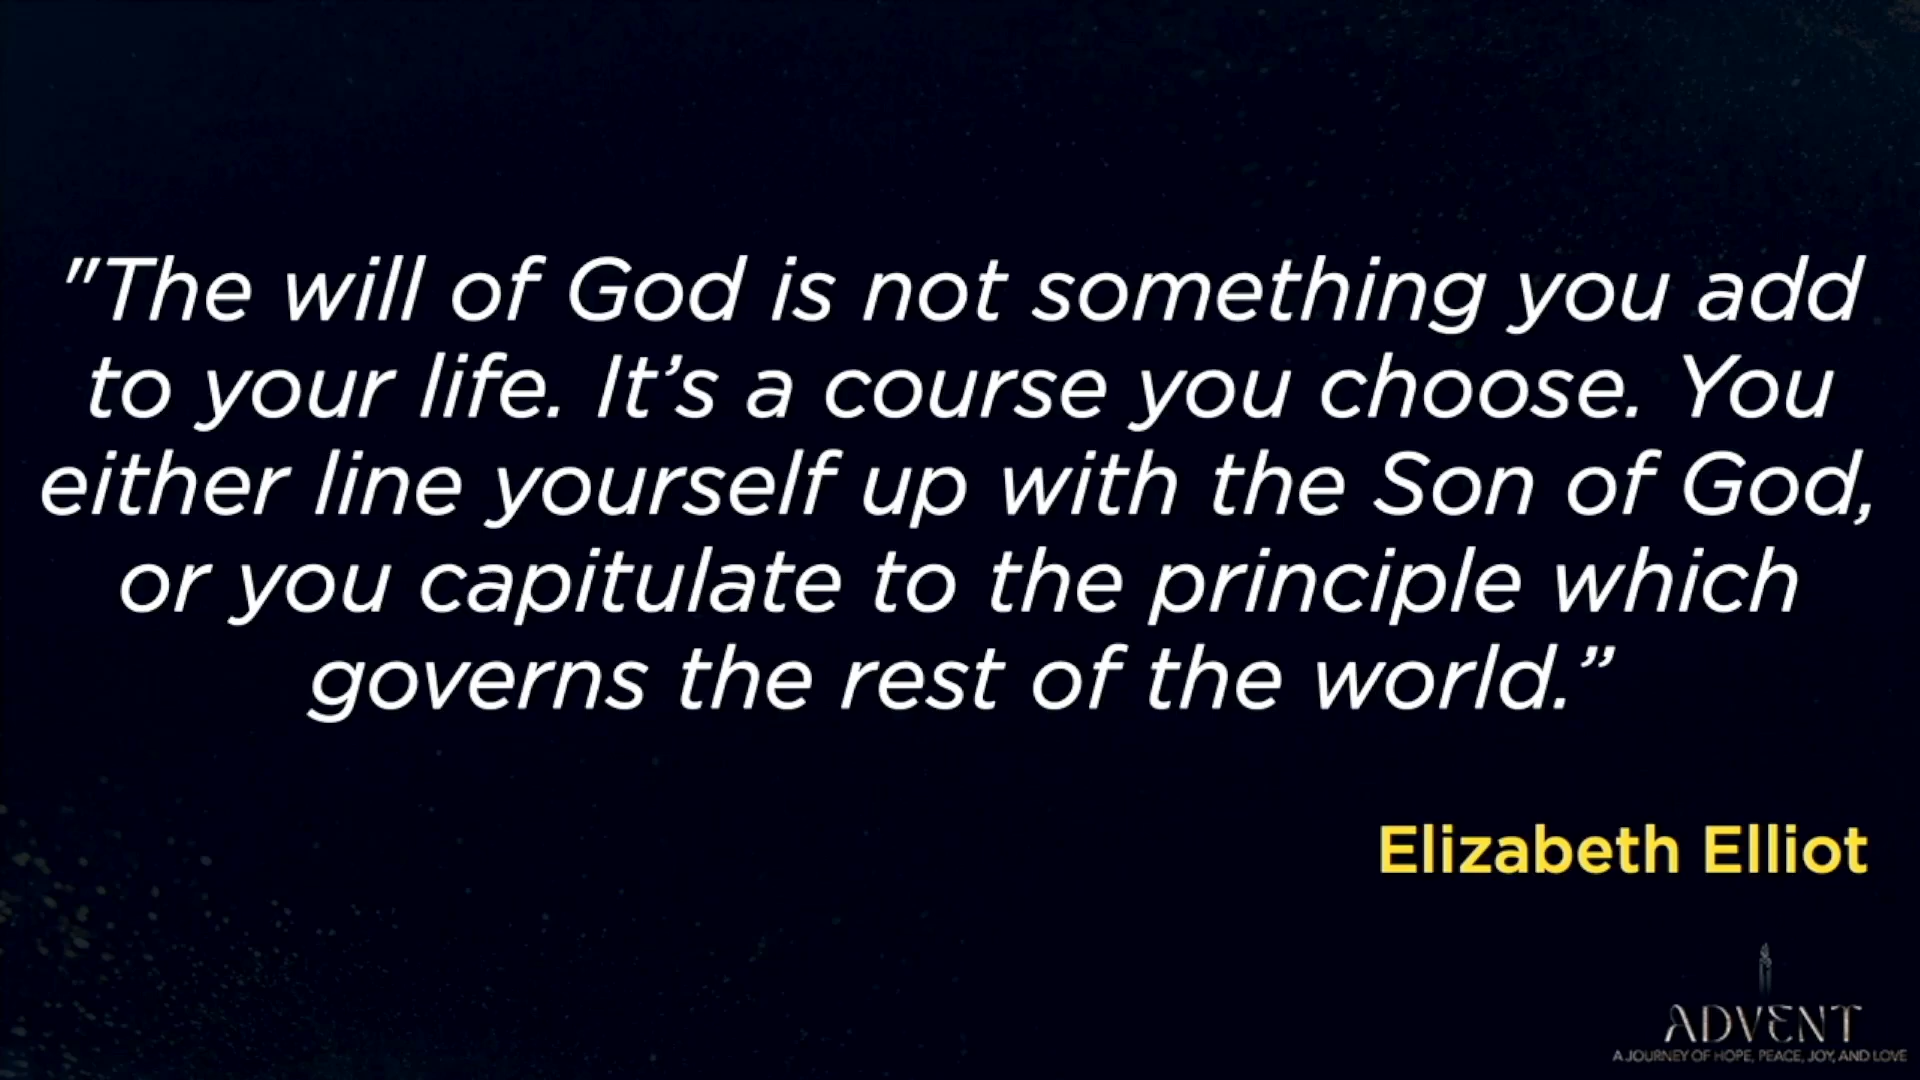 "The will of God is not something you add
to your life. It’s a course you choose. You
either line yourself up with the Son of God,
or you capitulate to the principle which
governs the rest of the world.”
Elizabeth Elliot
ADVENT
A JOURNEY OF HOPE, PEACE, JOY, AND LOVE